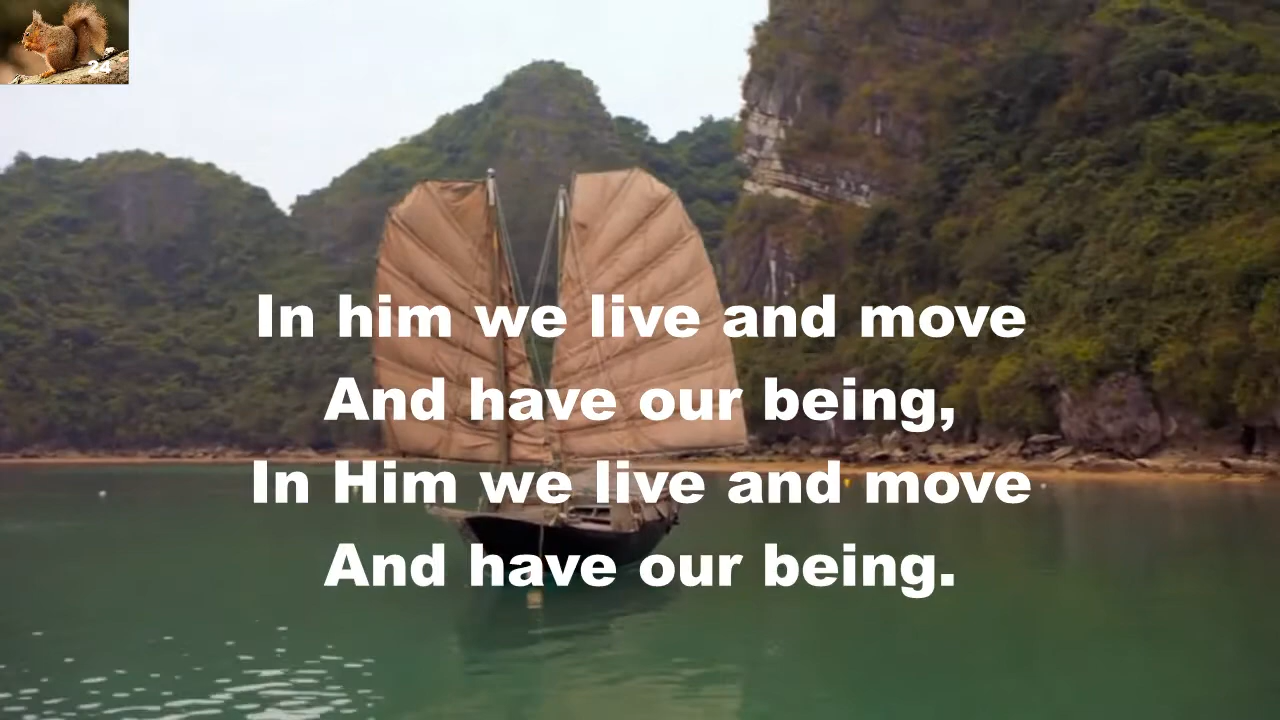 24
In him we live and move
And have our being,
In Him we live and move
And have our being.